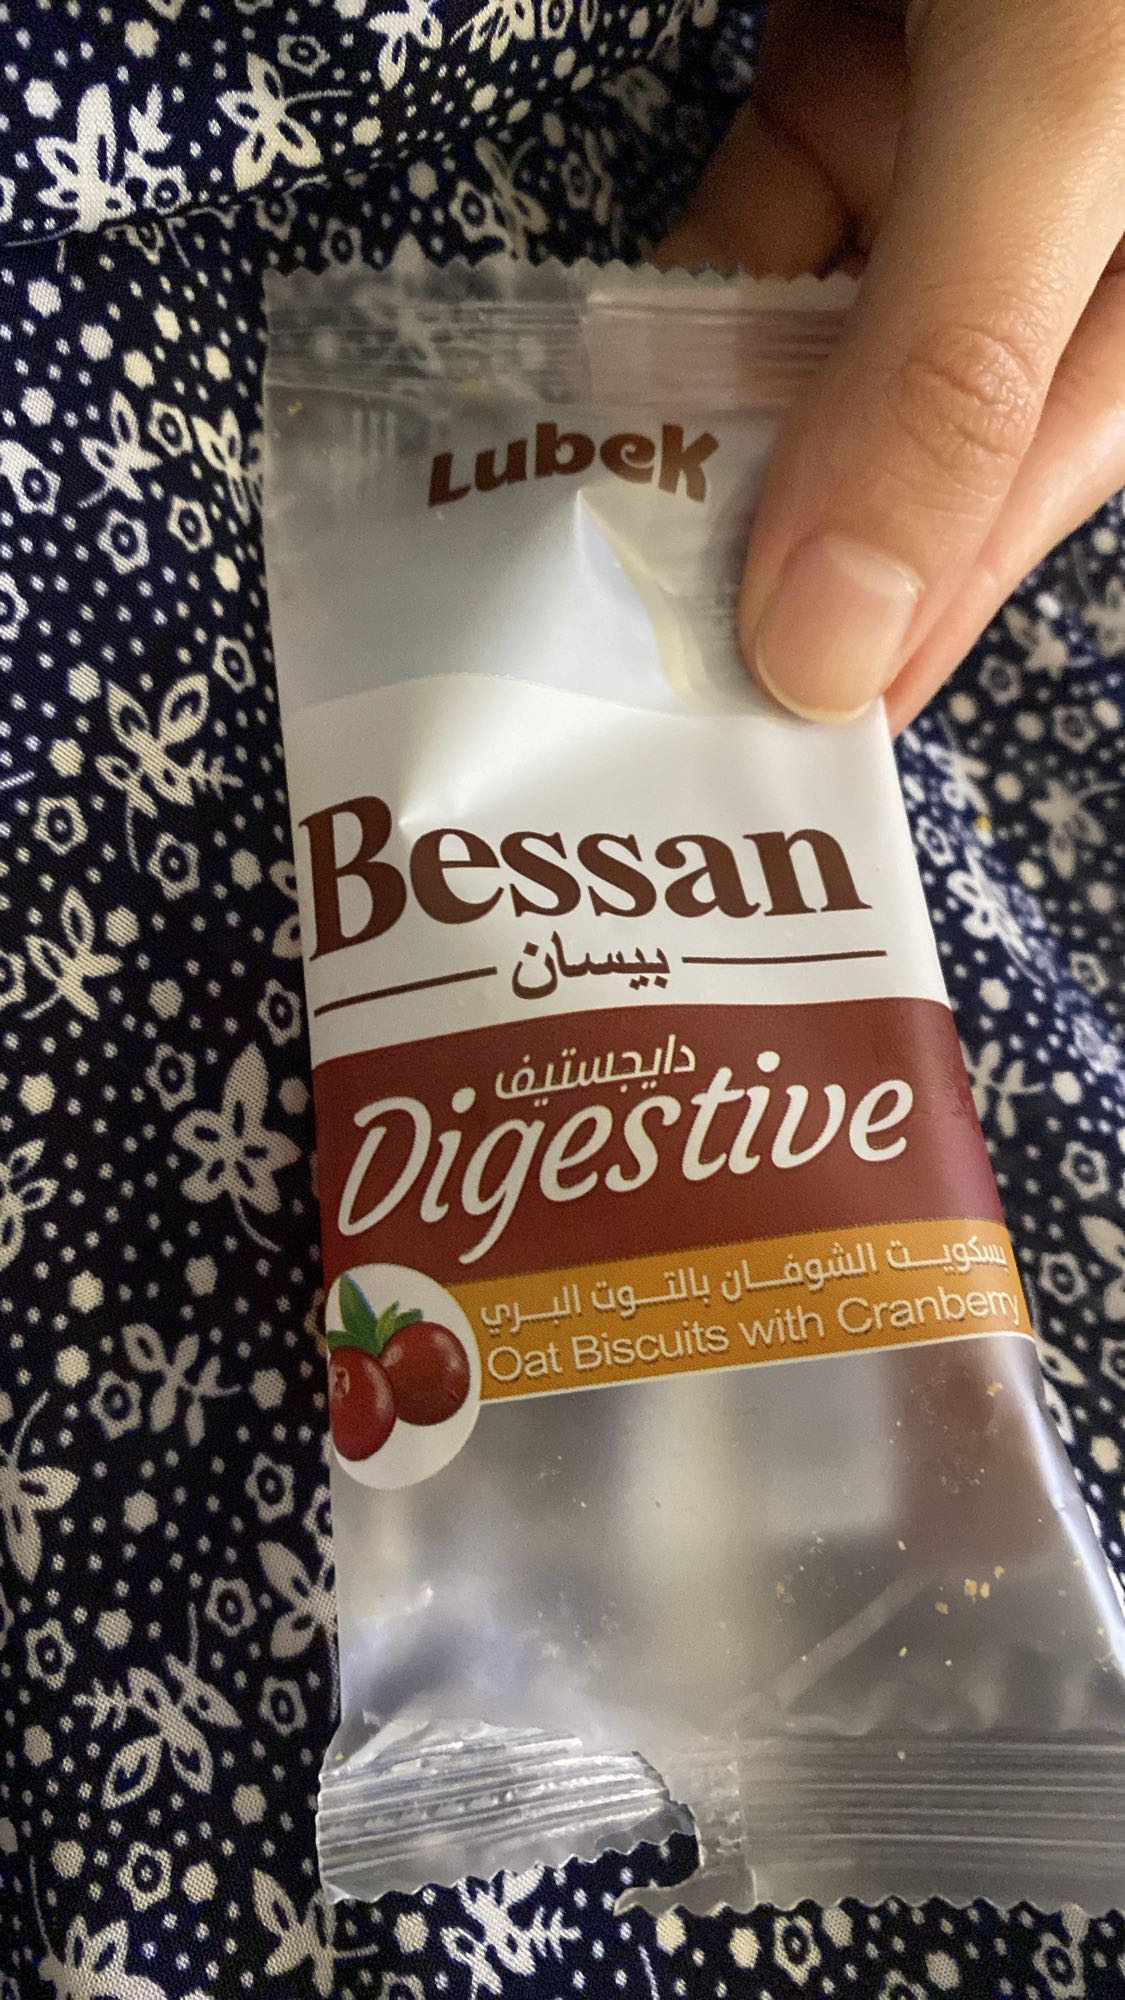 Lubek
Bessan
بيسان
دايجستيف
Digestive
بسكويت الشوفان بالتوت البري
Oat Biscuits with Cranberry